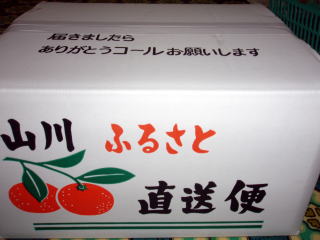 届きましたら
ありがとうコールお願いします
山川 ふるさと
直送便